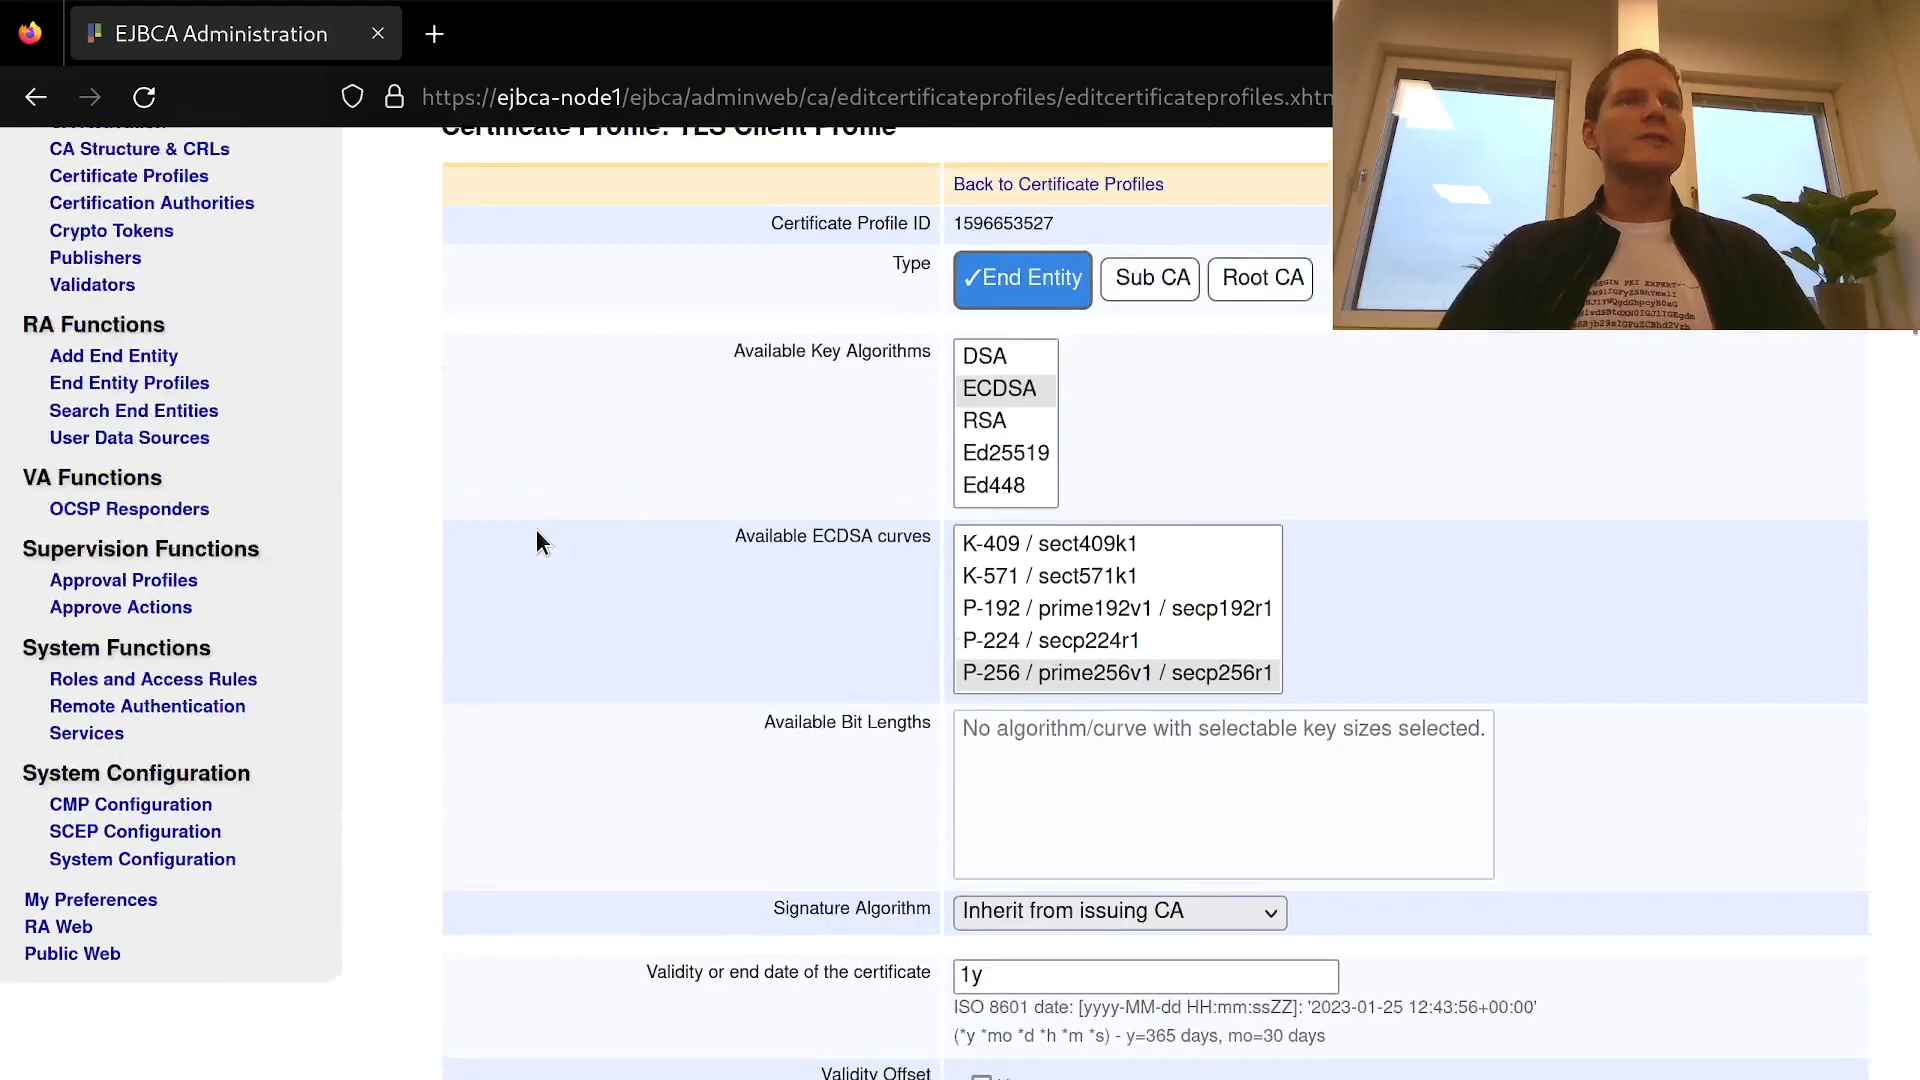 EJBCA Administration
https://ejbca-node1/ejbca/adminweb/ca/editcertificateprofiles/editcertificateprofiles.xhtm
CA Structure & CRLs
Certificate Profiles
Certification Authorities
Crypto Tokens
Publishers
Validators
RA Functions
Add End Entity
End Entity Profiles
Search End Entities
User Data Sources
VA Functions
OCSP Responders
Supervision Functions
Approval Profiles
Approve Actions
System Functions
Roles and Access Rules
Remote Authentication
Services
System Configuration
CMP Configuration
SCEP Configuration
System Configuration
My Preferences
RA Web
Public Web
Certificate Profile: TLS Client Profile
Back to Certificate Profiles
Certificate Profile ID 1596653527
Type ✓End Entity Sub CA Root CA
Available Key Algorithms
DSA
ECDSA
RSA
Ed25519
Ed448
Available ECDSA curves
K-409 / sect409k1
K-571 / sect571k1
P-192 / prime192v1 / secp192r1
P-224 / secp224r1
P-256 / prime256v1 / secp256r1
Available Bit Lengths
No algorithm/curve with selectable key sizes selected.
Signature Algorithm Inherit from issuing CA
Validity or end date of the certificate 1y
ISO 8601 date: [yyyy-MM-dd HH:mm:ssZZ]: '2023-01-25 12:43:56+00:00'
(*y *mo *d *h *m *s) - y=365 days, mo=30 days
Validity Offset
EGIN PKI EXPERT